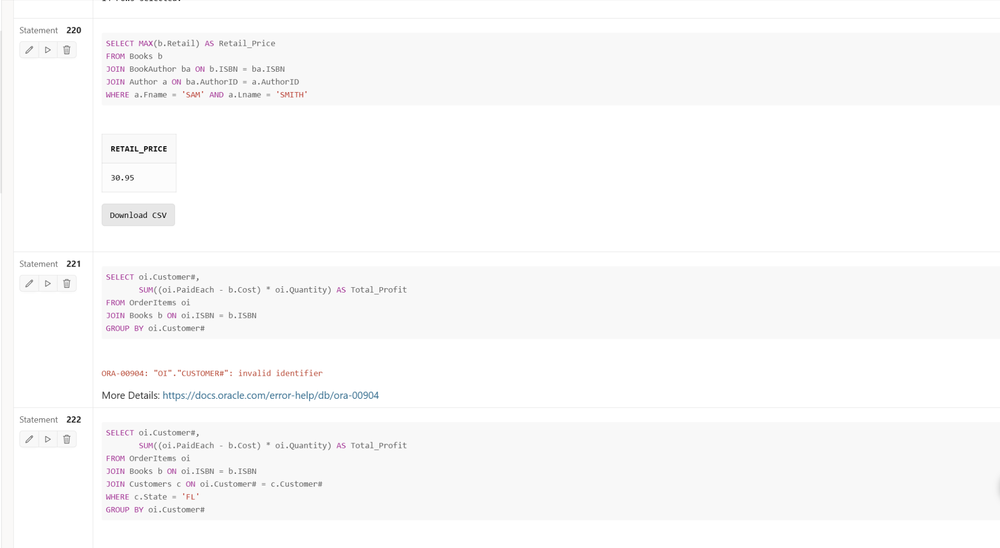 14 rows selected.
Statement 220
SELECT MAX(b.Retail) AS Retail_Price
FROM Books b
JOIN BookAuthor ba ON b.ISBN = ba.ISBN
JOIN Author a ON ba.AuthorID = a.AuthorID
WHERE a.Fname = 'SAM' AND a.Lname = 'SMITH'
RETAIL_PRICE
30.95
Download CSV
Statement 221
SELECT oi.Customer#,
       SUM((oi.PaidEach - b.Cost) * oi.Quantity) AS Total_Profit
FROM OrderItems oi
JOIN Books b ON oi.ISBN = b.ISBN
GROUP BY oi.Customer#
ORA-00904: "OI"."CUSTOMER#": invalid identifier
More Details: https://docs.oracle.com/error-help/db/ora-00904
Statement 222
SELECT oi.Customer#,
       SUM((oi.PaidEach - b.Cost) * oi.Quantity) AS Total_Profit
FROM OrderItems oi
JOIN Books b ON oi.ISBN = b.ISBN
JOIN Customers c ON oi.Customer# = c.Customer#
WHERE c.State = 'FL'
GROUP BY oi.Customer#